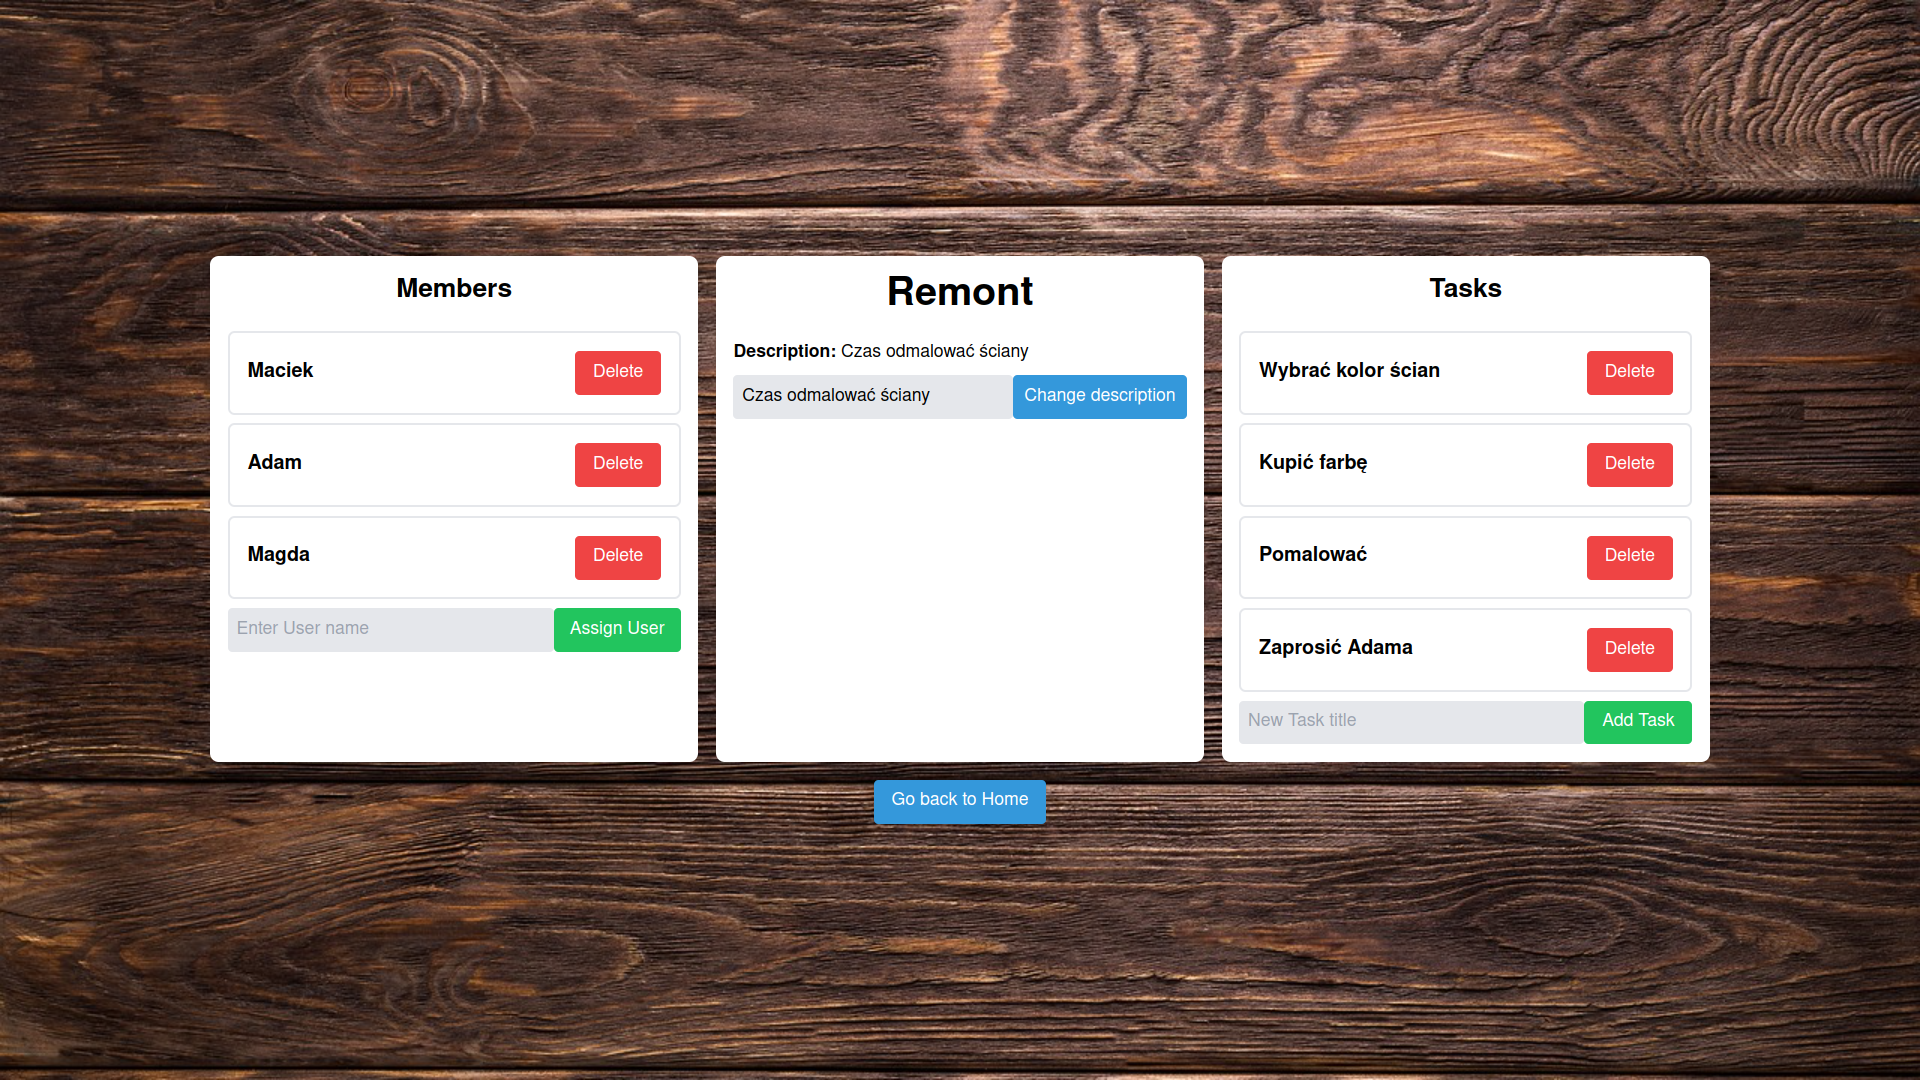 Members
Maciek
Delete
Adam
Delete
Magda
Delete
Enter User name
Assign User
Remont
Description: Czas odmalować ściany
Czas odmalować ściany
Change description
Tasks
Wybrać kolor ścian
Delete
Kupić farbę
Delete
Pomalować
Delete
Zaprosić Adama
Delete
New Task title
Add Task
Go back to Home